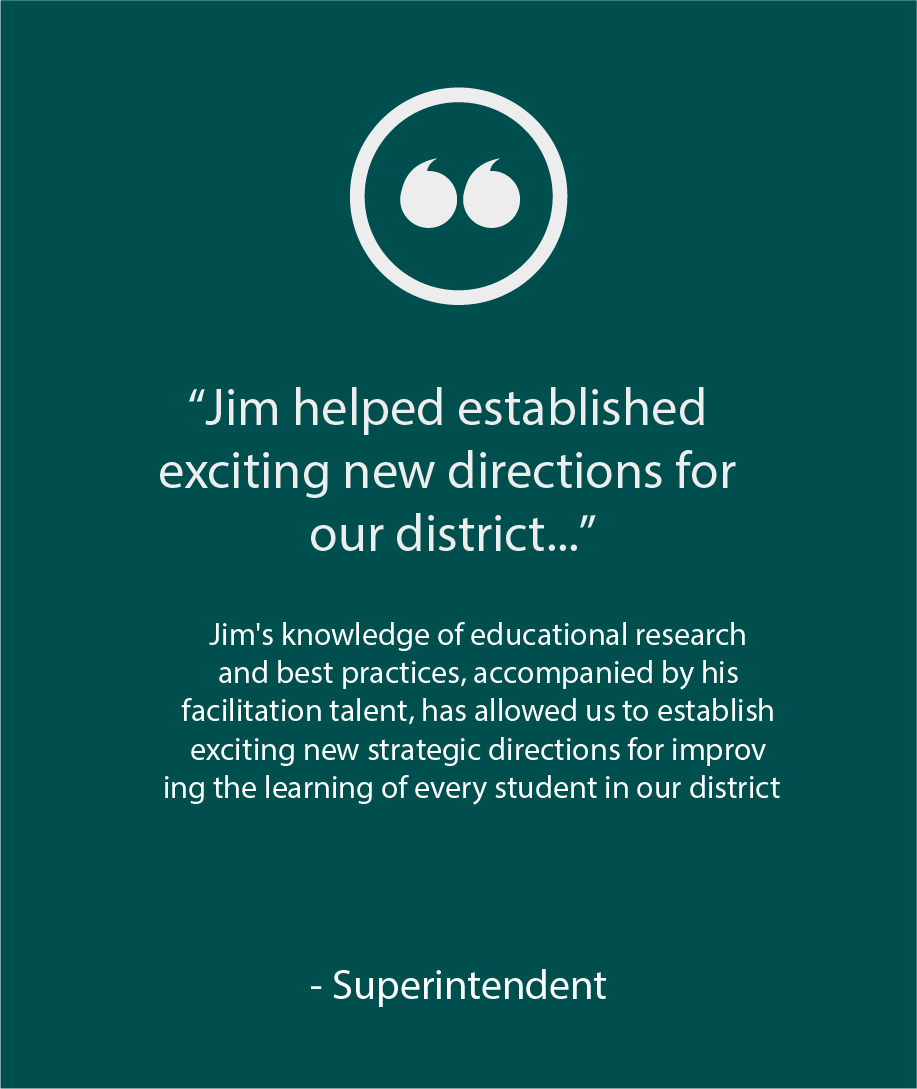 “Jim helped established
exciting new directions for
our district...”
Jim's knowledge of educational research
and best practices, accompanied by his
facilitation talent, has allowed us to establish
exciting new strategic directions for improv
ing the learning of every student in our district
- Superintendent